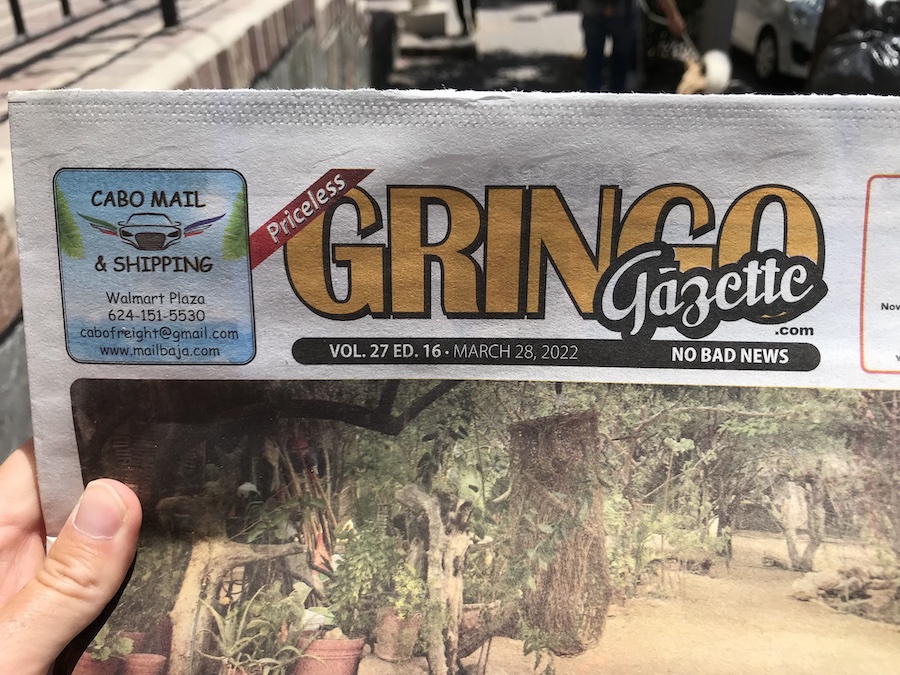 CABO MAIL
& SHIPPING
Walmart Plaza
624-151-5530
cabofreight@gmail.com
www.mailbaja.com
Priceless
GRINGO
Gazette
.com
VOL. 27 ED. 16 • MARCH 28, 2022
NO BAD NEWS